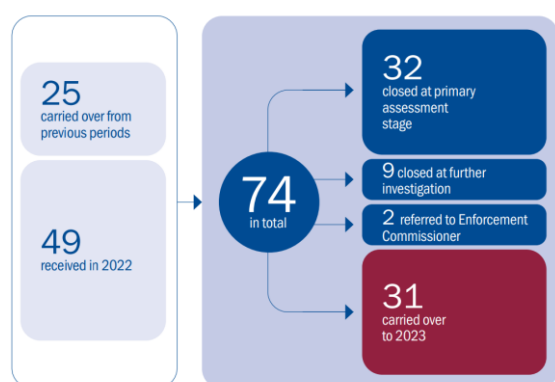 25
carried over from
previous periods
49
received in 2022
74
in total
32
closed at primary
assessment
stage
9 closed at further
investigation
2 referred to Enforcement
Commissioner
31
carried over
to 2023